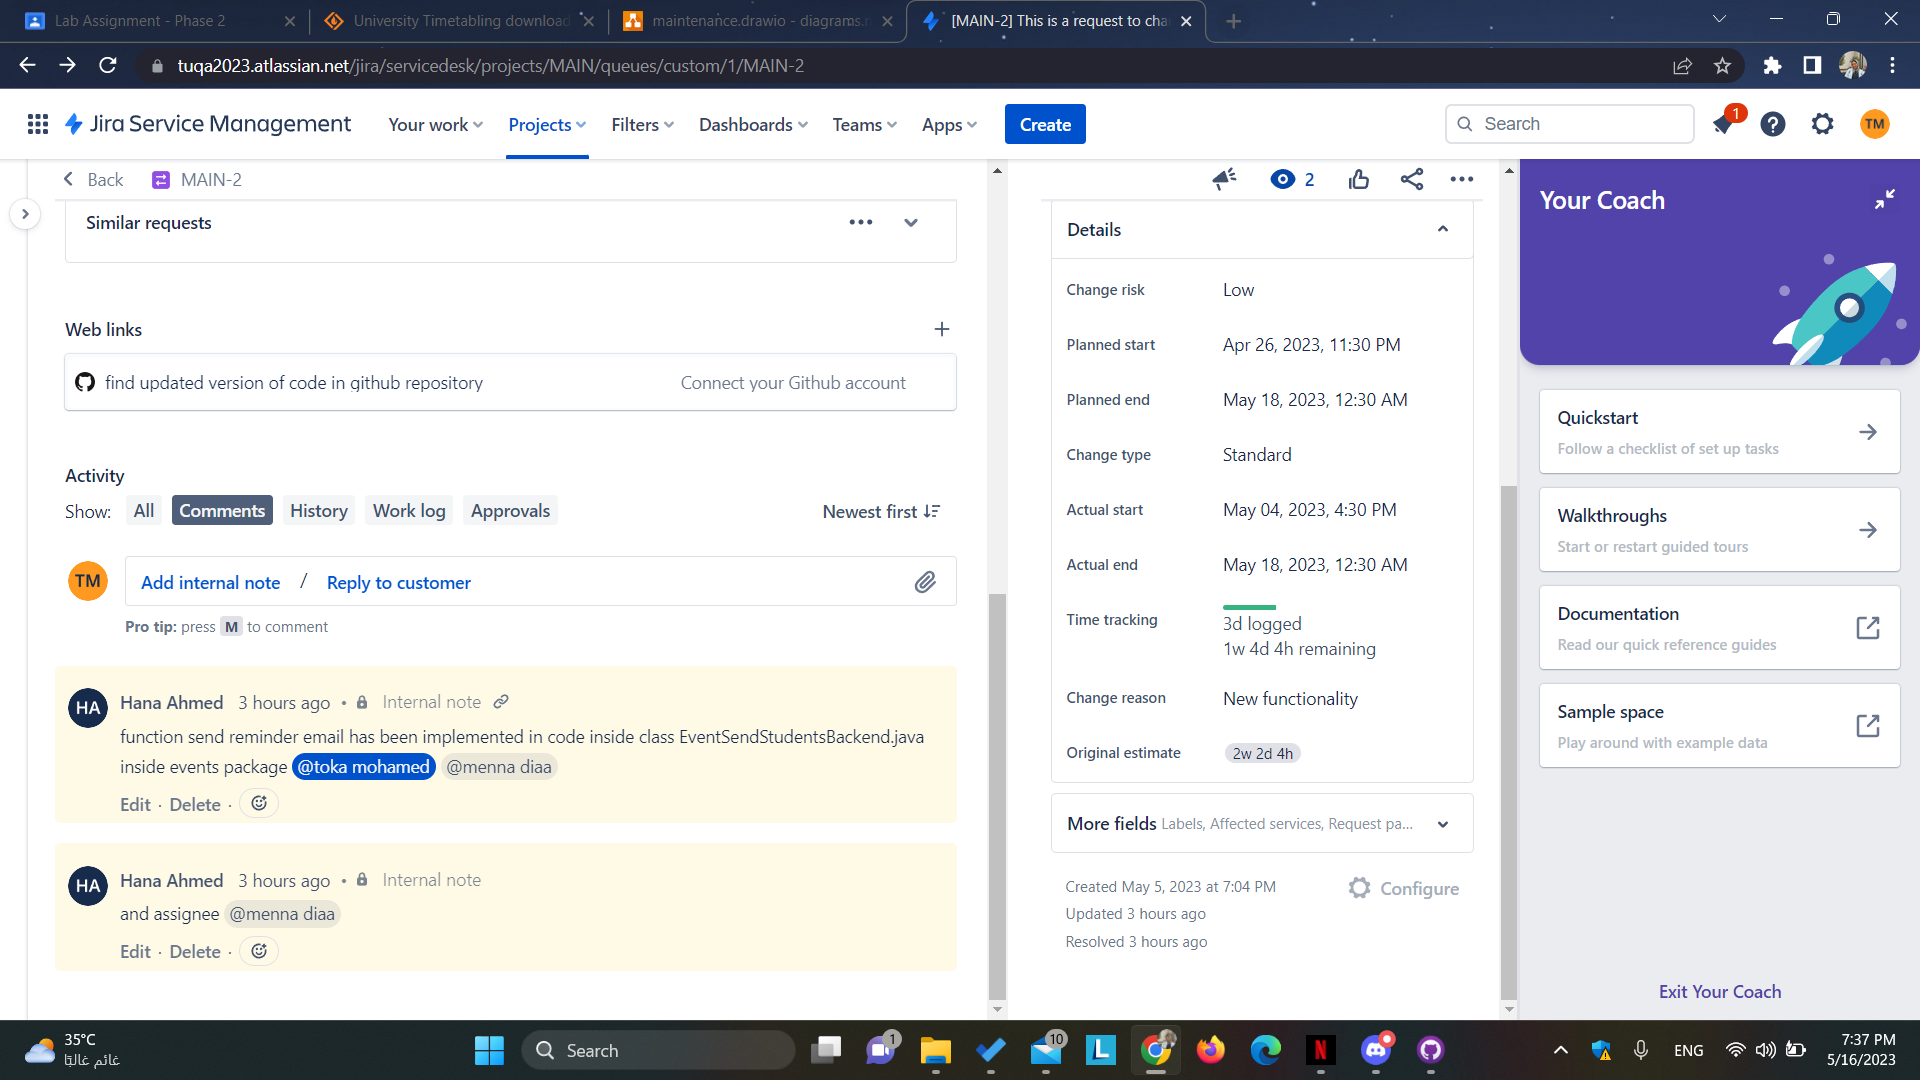 Lab Assignment - Phase 2
University Timetabling download
maintenance.drawio - diagrams.n
[MAIN-2] This is a request to cha
tuqa2023.atlassian.net/jira/servicedesk/projects/MAIN/queues/custom/1/MAIN-2
Jira Service Management
Your work
Projects
Filters
Dashboards
Teams
Apps
Create
Search
1
TM
Back
MAIN-2
2
Similar requests
Web links
find updated version of code in github repository
Connect your Github account
Activity
Show:
All
Comments
History
Work log
Approvals
Newest first
TM
Add internal note / Reply to customer
Pro tip: press M to comment
HA
Hana Ahmed 3 hours ago • Internal note
function send reminder email has been implemented in code inside class EventSendStudentsBackend.java
inside events package @toka mohamed @menna diaa
Edit · Delete ·
HA
Hana Ahmed 3 hours ago • Internal note
and assignee @menna diaa
Edit · Delete ·
Details
Change risk Low
Planned start Apr 26, 2023, 11:30 PM
Planned end May 18, 2023, 12:30 AM
Change type Standard
Actual start May 04, 2023, 4:30 PM
Actual end May 18, 2023, 12:30 AM
Time tracking 3d logged
1w 4d 4h remaining
Change reason New functionality
Original estimate 2w 2d 4h
More fields Labels, Affected services, Request pa...
Created May 5, 2023 at 7:04 PM
Configure
Updated 3 hours ago
Resolved 3 hours ago
Your Coach
Quickstart
Follow a checklist of set up tasks
Walkthroughs
Start or restart guided tours
Documentation
Read our quick reference guides
Sample space
Play around with example data
Exit Your Coach
35°C
غائم غالبًا
Search
1
10
L
N
ENG
7:37 PM
5/16/2023